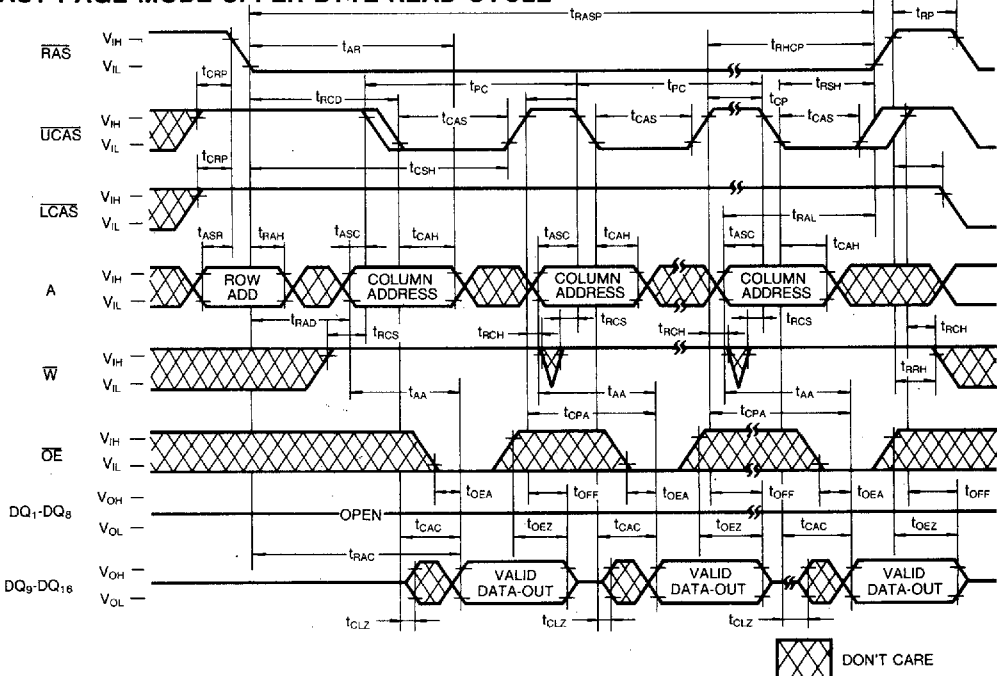 FAST PAGE MODE UPPER BYTE READ CYCLE
tRASP tRP
RAS VIH VIL tAR tRHCP
tCRP tPC tPC tRSH
tRCD tCP
UCAS VIH VIL tCAS tCAS tCAS
tCRP tCSH
LCAS VIH VIL tRAL
tASR tRAH tASC tCAH tASC tCAH tASC tCAH
A VIH VIL ROW ADD COLUMN ADDRESS COLUMN ADDRESS COLUMN ADDRESS
tRAD tRCS tRCH tRCS tRCH tRCS tRCH
W VIH VIL tRRH
tAA tAA tAA
tCPA tCPA
OE VIH VIL
tOEA tOFF tOEA tOFF tOEA tOFF
DQ1-DQ8 VOH VOL OPEN
tCAC tOEZ tCAC tOEZ tCAC tOEZ
tRAC
DQ9-DQ16 VOH VOL VALID DATA-OUT VALID DATA-OUT VALID DATA-OUT
tCLZ tCLZ tCLZ
DON'T CARE